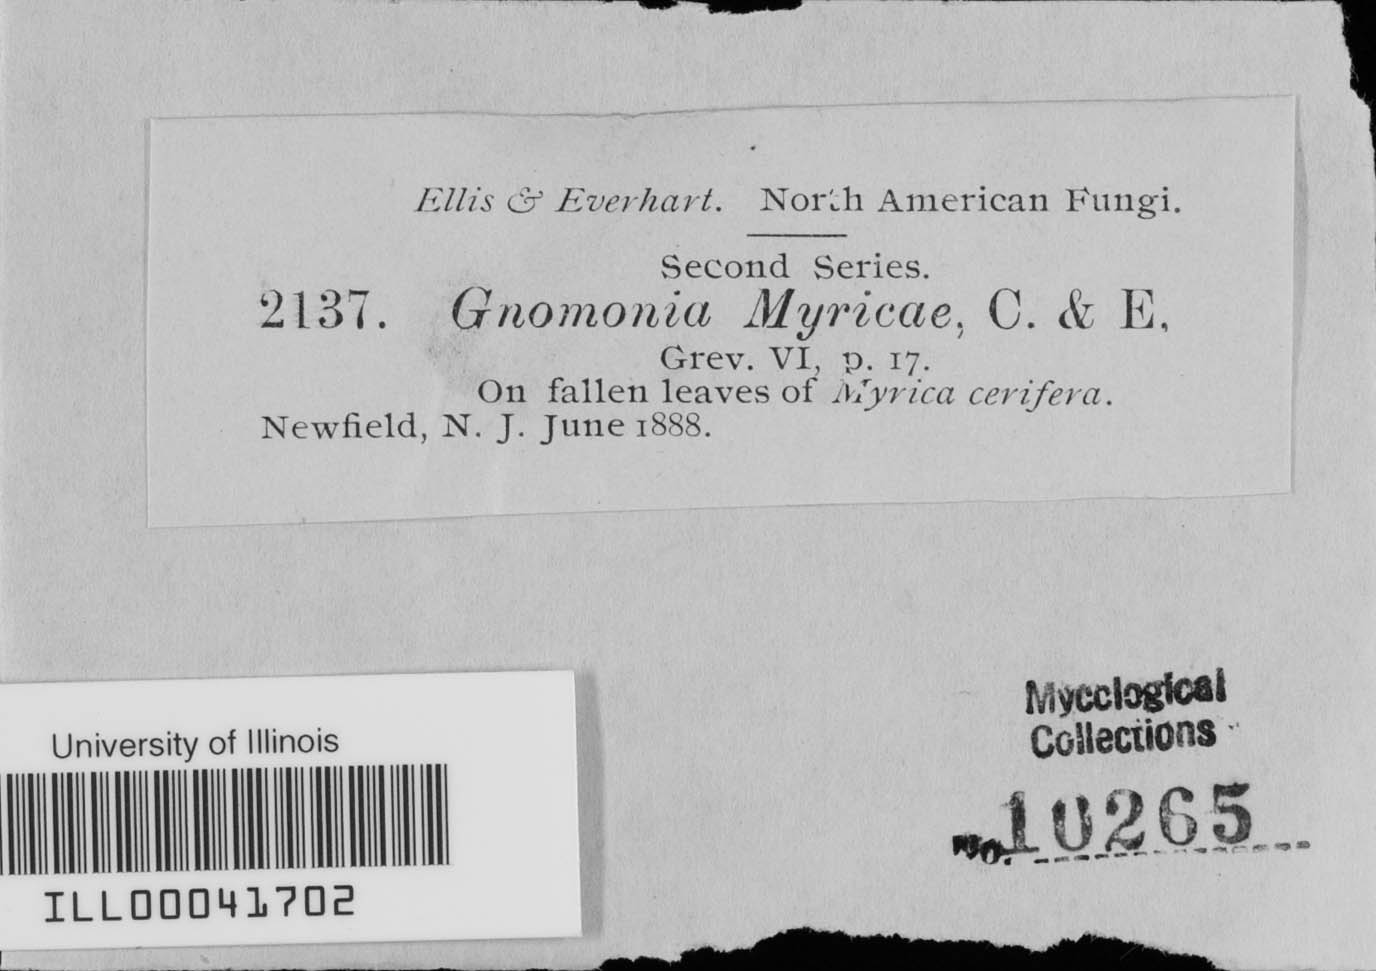 Ellis & Everhart. North American Fungi.
Second Series.
2137. Gnomonia Myricae, C. & E,
Grev. VI, p. 17.
On fallen leaves of Myrica cerifera.
Newfield, N. J. June 1888.
University of Illinois
ILL00041702
Mycological
Collections
No. 10265